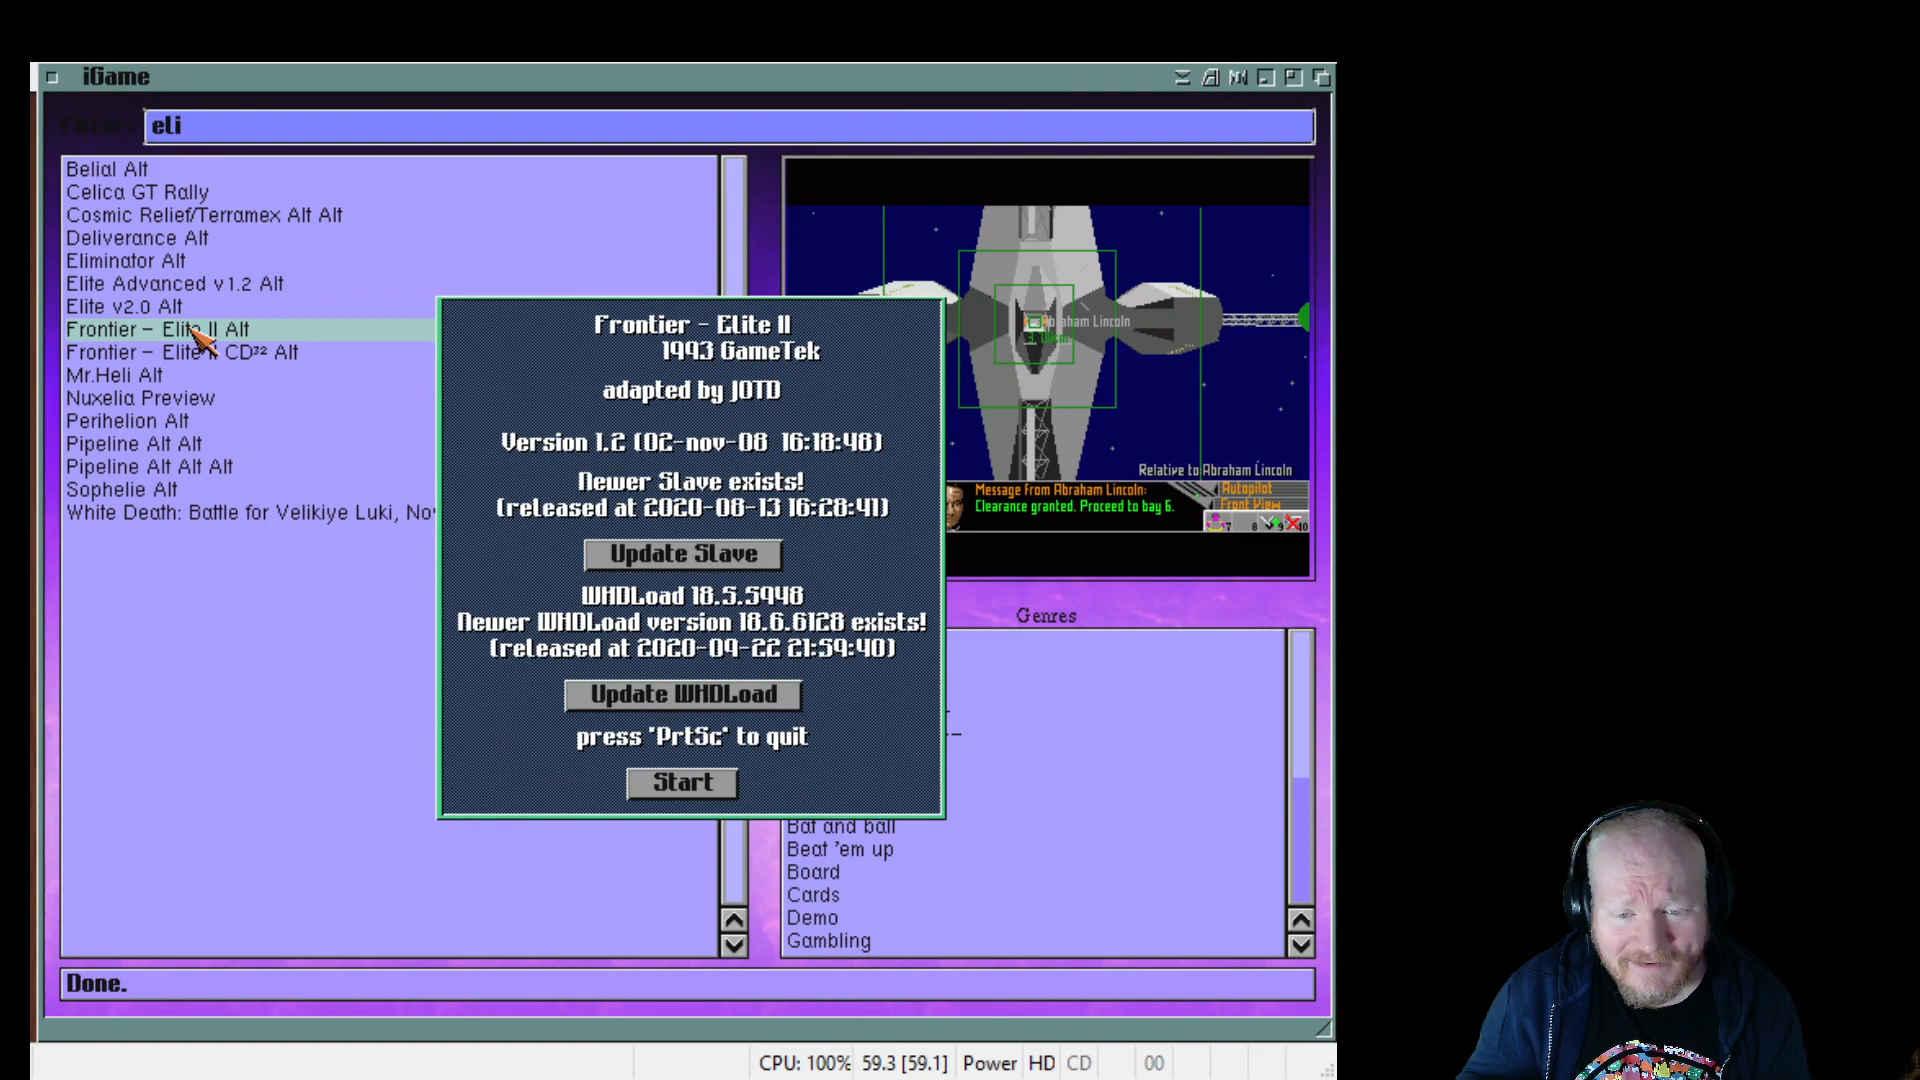 iGame
eli
Belial Alt
Celica GT Rally
Cosmic Relief/Terramex Alt Alt
Deliverance Alt
Eliminator Alt
Elite Advanced v1.2 Alt
Elite v2.0 Alt
Frontier - Elite II Alt
Frontier - Elite II CD³² Alt
Mr.Heli Alt
Nuxelia Preview
Perihelion Alt
Pipeline Alt Alt
Pipeline Alt Alt Alt
Sophelie Alt
White Death: Battle for Velikiye Luki, Nov
Frontier - Elite II
1993 GameTek
adapted by JOTD
Version 1.2 (02-nov-08 16:18:48)
Newer Slave exists!
(released at 2020-08-13 16:28:41)
Update Slave
WHDLoad 18.5.5948
Newer WHDLoad version 18.6.6128 exists!
(released at 2020-09-22 21:59:40)
Update WHDLoad
press 'PrtSc' to quit
Start
Abraham Lincoln
Relative to Abraham Lincoln
Message from Abraham Lincoln:
Clearance granted. Proceed to bay 6.
Autopilot
Front View
7 8 9 10
Genres
Bat and ball
Beat 'em up
Board
Cards
Demo
Gambling
Done.
CPU: 100% 59.3 [59.1] Power HD CD 00